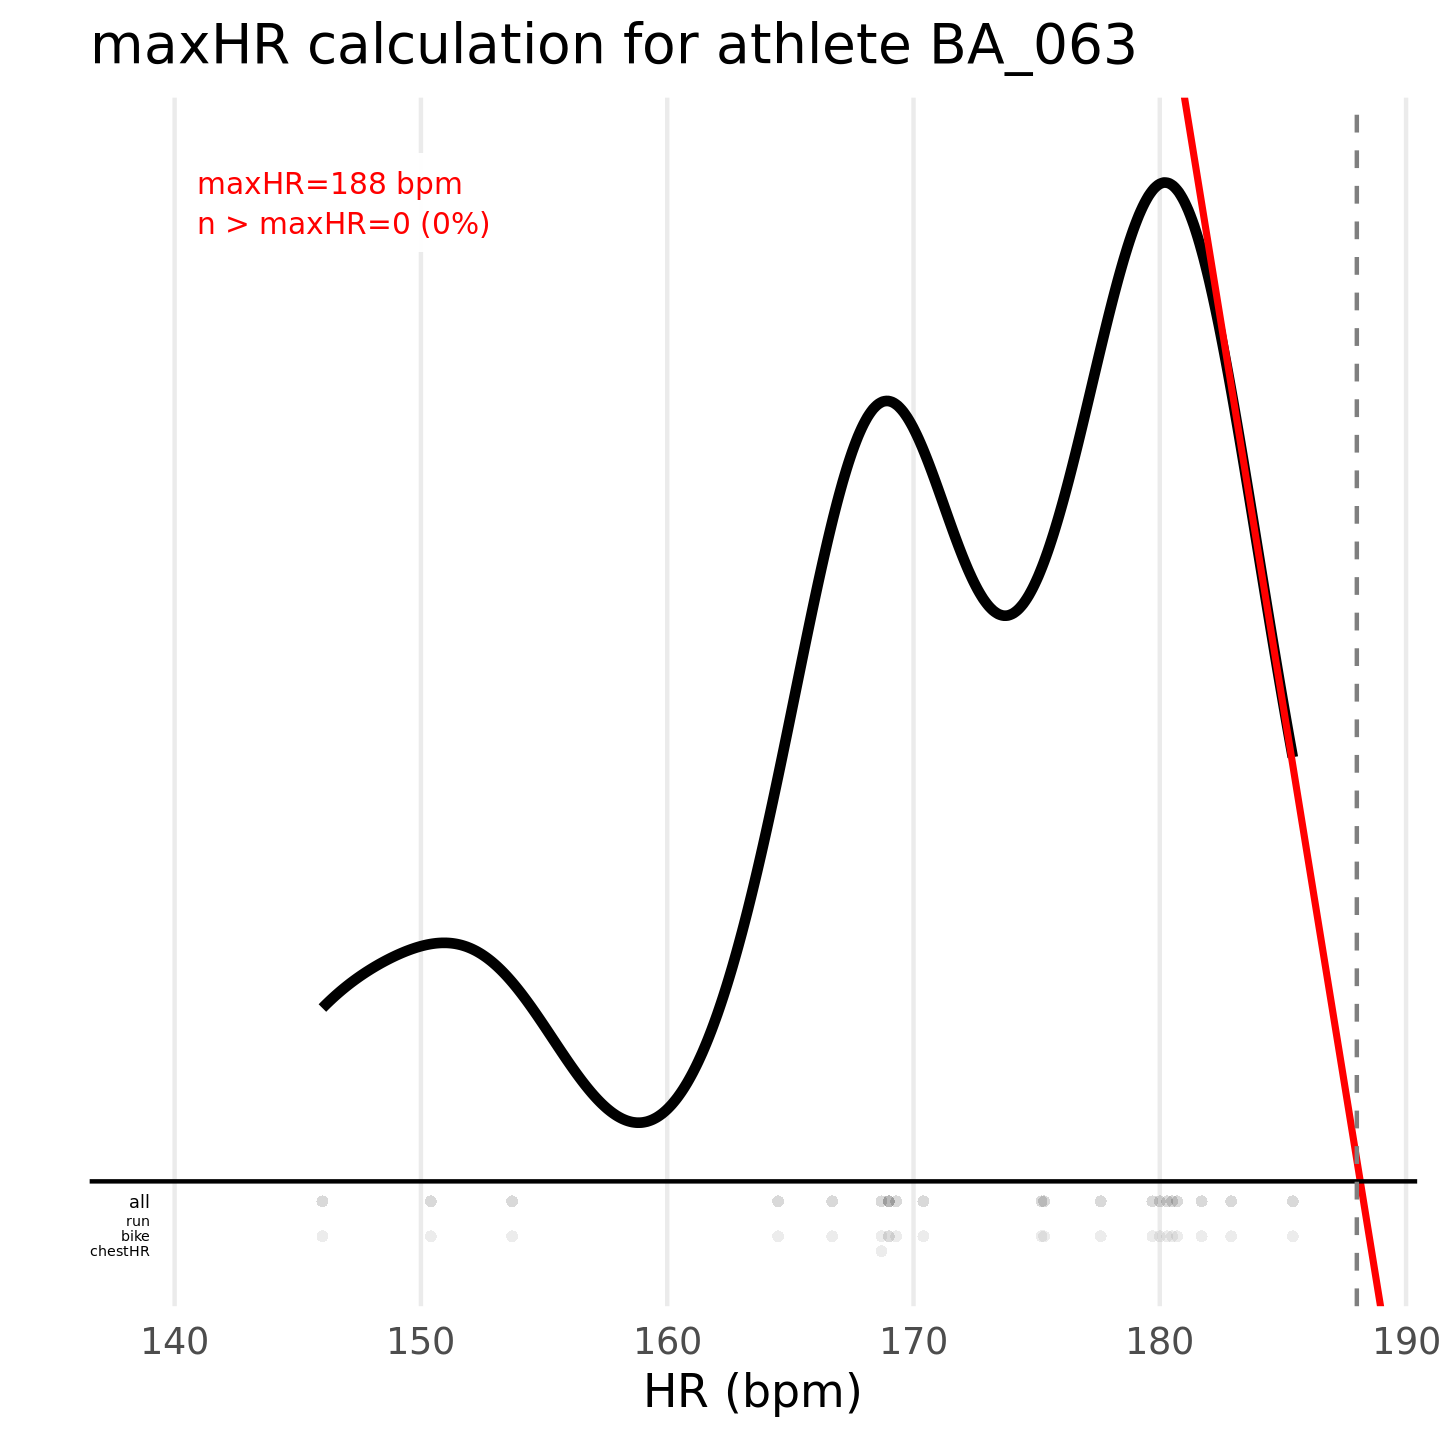 maxHR calculation for athlete BA_063
maxHR=188 bpm
n > maxHR=0 (0%)
all
run
bike
chestHR
140 150 160 170 180 190
HR (bpm)